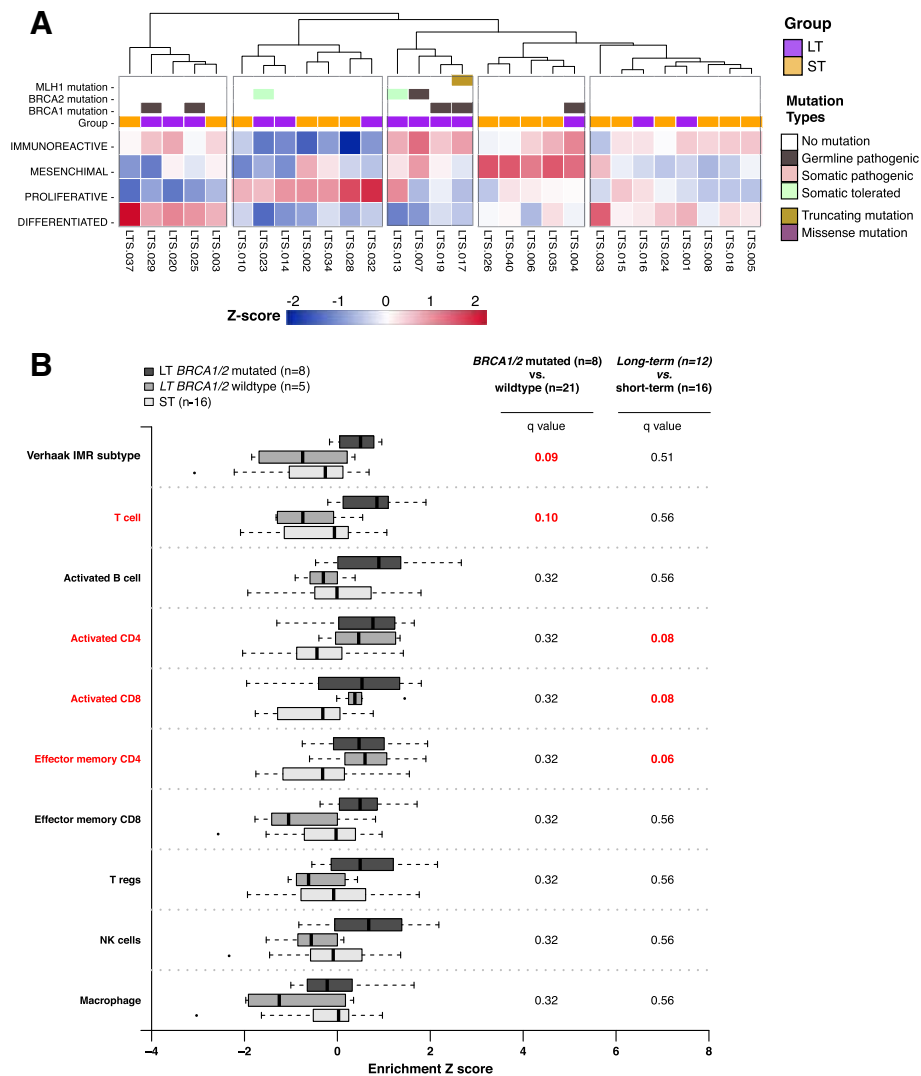 A
Group
LT
ST
Mutation
Types
No mutation
Germline pathogenic
Somatic pathogenic
Somatic tolerated
Truncating mutation
Missense mutation
MLH1 mutation -
BRCA2 mutation -
BRCA1 mutation -
Group -
IMMUNOREACTIVE -
MESENCHIMAL -
PROLIFERATIVE -
DIFFERENTIATED -
LTS.037 LTS.029 LTS.020 LTS.025 LTS.003 LTS.010 LTS.023 LTS.014 LTS.002 LTS.034 LTS.028 LTS.032 LTS.013 LTS.007 LTS.019 LTS.017 LTS.026 LTS.040 LTS.006 LTS.035 LTS.004 LTS.033 LTS.015 LTS.016 LTS.024 LTS.001 LTS.008 LTS.018 LTS.005
-2 -1 0 1 2
Z-score
B
LT BRCA1/2 mutated (n=8)
LT BRCA1/2 wildtype (n=5)
ST (n-16)
BRCA1/2 mutated (n=8)
vs.
wildtype (n=21)
q value
Long-term (n=12)
vs.
short-term (n=16)
q value
Verhaak IMR subtype 0.09 0.51
T cell 0.10 0.56
Activated B cell 0.32 0.56
Activated CD4 0.32 0.08
Activated CD8 0.32 0.08
Effector memory CD4 0.32 0.06
Effector memory CD8 0.32 0.56
T regs 0.32 0.56
NK cells 0.32 0.56
Macrophage 0.32 0.56
−4 −2 0 2 4 6 8
Enrichment Z score